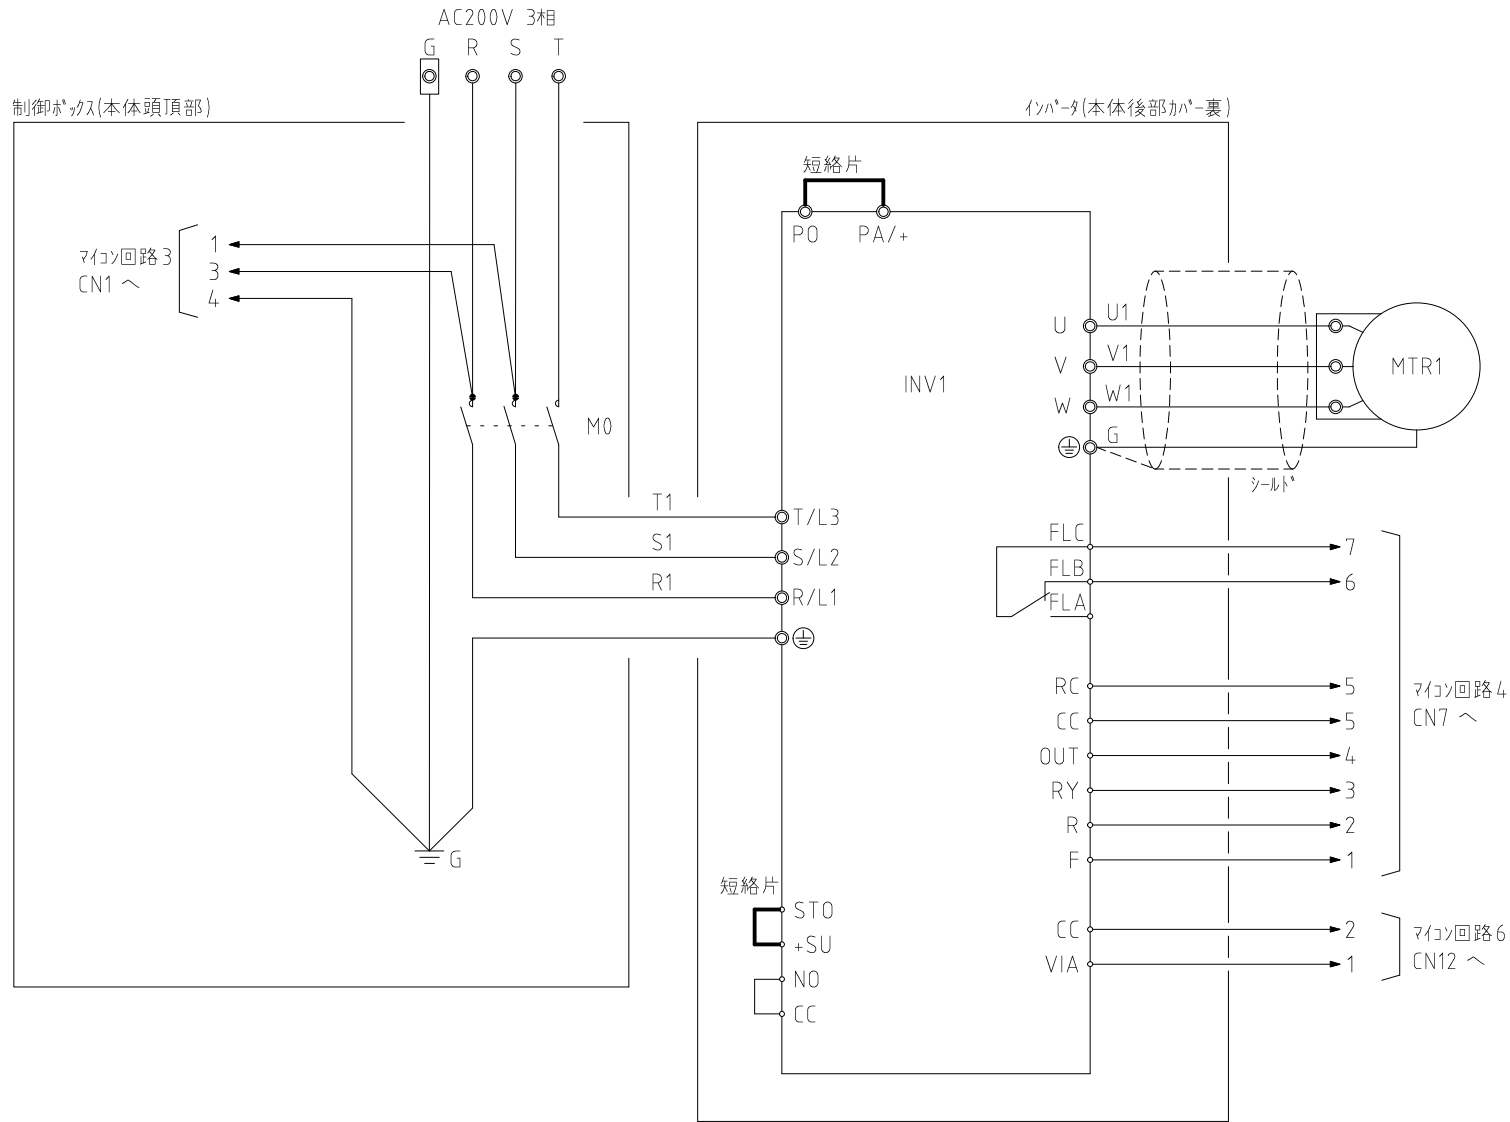 AC200V 3相
G R S T
制御ﾎﾞｯｸｽ(本体頭頂部)
ｲﾝﾊﾞｰﾀ(本体後部ｶﾊﾞｰ裏)
短絡片
PO PA/+
ﾏｲｺﾝ回路3
CN1 へ
1
3
4
M0
INV1
U U1
V V1
W W1
G
MTR1
ｼｰﾙﾄﾞ
T1 T/L3
S1 S/L2
R1 R/L1
G
FLC 7
FLB 6
FLA
RC 5
CC 5
OUT 4
RY 3
R 2
F 1
ﾏｲｺﾝ回路4
CN7 へ
短絡片
STO
+SU
NO
CC
CC 2
VIA 1
ﾏｲｺﾝ回路6
CN12 へ